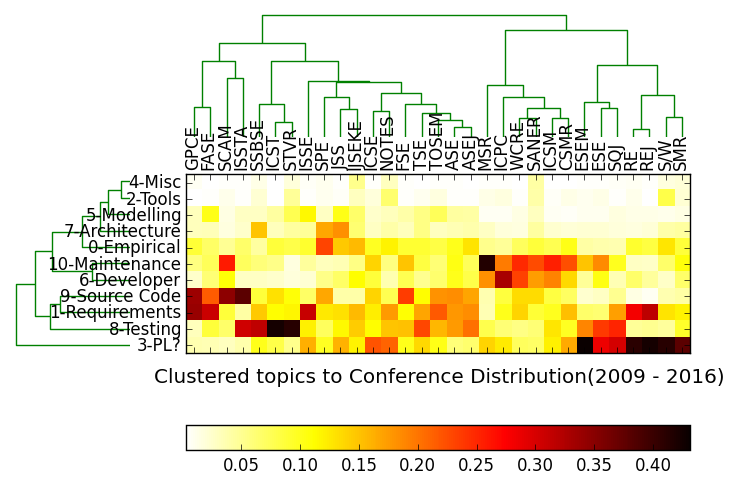 GPCE FASE SCAM ISSTA SSBSE ICST STVR ISSE SPE JSS IJSEKE ICSE NOTES FSE TSE TOSEM ASE ASEJ MSR ICPC WCRE SANER ICSM CSMR ESEM ESE SQJ RE REJ S/W SMR
4-Misc
2-Tools
5-Modelling
7-Architecture
0-Empirical
10-Maintenance
6-Developer
9-Source Code
1-Requirements
8-Testing
3-PL?
Clustered topics to Conference Distribution(2009 - 2016)
0.05 0.10 0.15 0.20 0.25 0.30 0.35 0.40